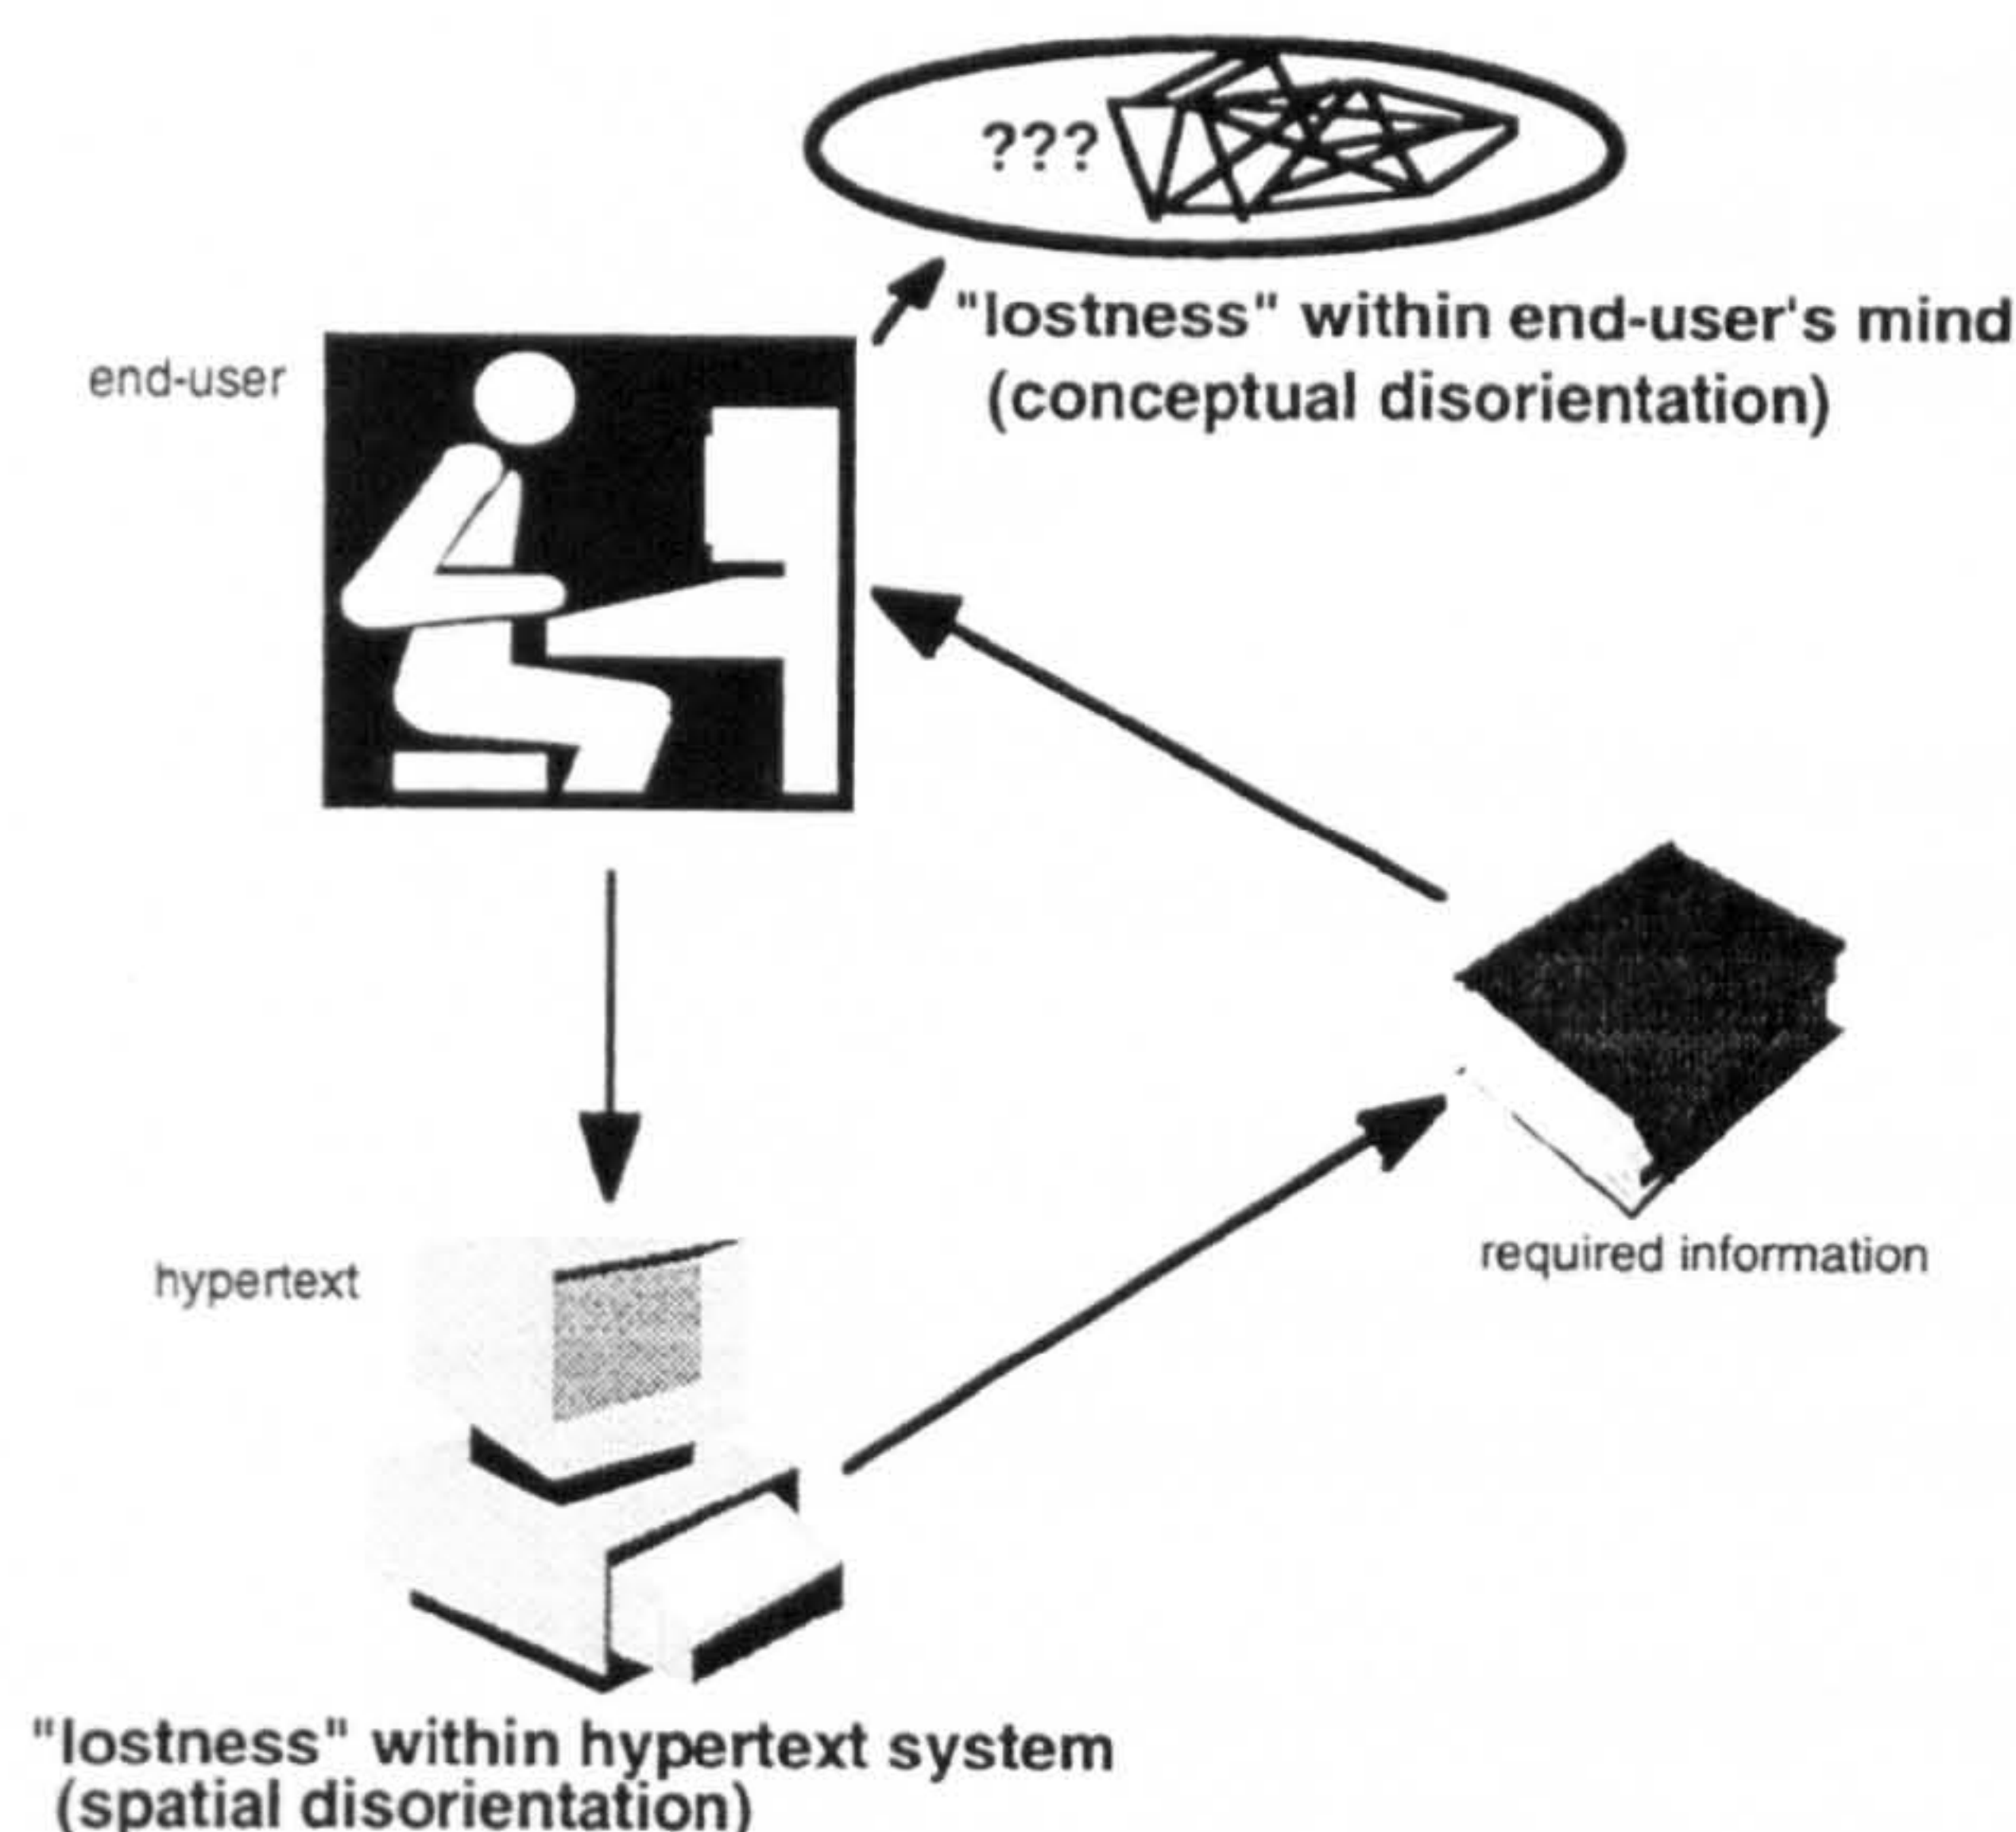 ???
"lostness" within end-user's mind
(conceptual disorientation)
end-user
hypertext
required information
"lostness" within hypertext system
(spatial disorientation)